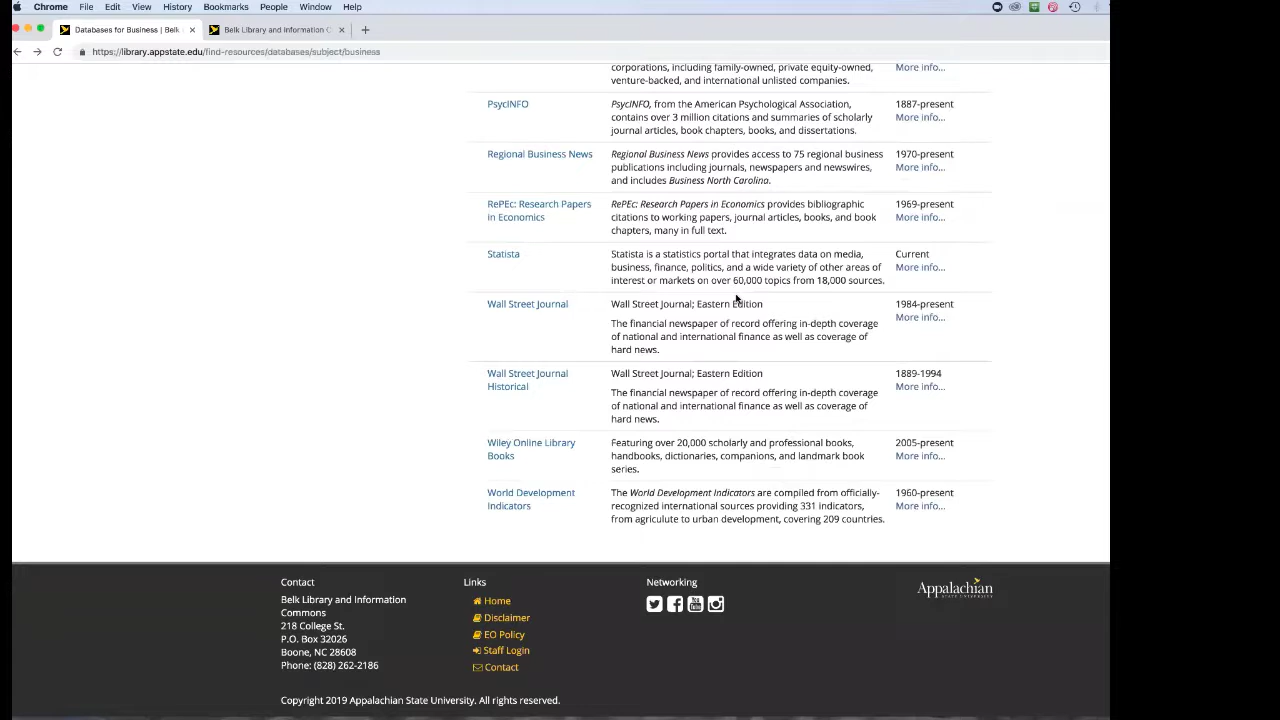 Chrome File Edit View History Bookmarks People Window Help
Databases for Business | Belk
Belk Library and Information C
https://library.appstate.edu/find-resources/databases/subject/business
corporations, including family-owned, private equity-owned,
venture-backed, and international unlisted companies.
More info...
PsycINFO
PsycINFO, from the American Psychological Association,
contains over 3 million citations and summaries of scholarly
journal articles, book chapters, books, and dissertations.
1887-present
More info...
Regional Business News
Regional Business News provides access to 75 regional business
publications including journals, newspapers and newswires,
and includes Business North Carolina.
1970-present
More info...
RePEc: Research Papers
in Economics
RePEc: Research Papers in Economics provides bibliographic
citations to working papers, journal articles, books, and book
chapters, many in full text.
1969-present
More info...
Statista
Statista is a statistics portal that integrates data on media,
business, finance, politics, and a wide variety of other areas of
interest or markets on over 60,000 topics from 18,000 sources.
Current
More info...
Wall Street Journal
Wall Street Journal; Eastern Edition
The financial newspaper of record offering in-depth coverage
of national and international finance as well as coverage of
hard news.
1984-present
More info...
Wall Street Journal
Historical
Wall Street Journal; Eastern Edition
The financial newspaper of record offering in-depth coverage
of national and international finance as well as coverage of
hard news.
1889-1994
More info...
Wiley Online Library
Books
Featuring over 20,000 scholarly and professional books,
handbooks, dictionaries, companions, and landmark book
series.
2005-present
More info...
World Development
Indicators
The World Development Indicators are compiled from officially-
recognized international sources providing 331 indicators,
from agriculute to urban development, covering 209 countries.
1960-present
More info...
Contact
Belk Library and Information
Commons
218 College St.
P.O. Box 32026
Boone, NC 28608
Phone: (828) 262-2186
Links
Home
Disclaimer
EO Policy
Staff Login
Contact
Networking
You
Tube
Appalachian
STATE UNIVERSITY
Copyright 2019 Appalachian State University. All rights reserved.